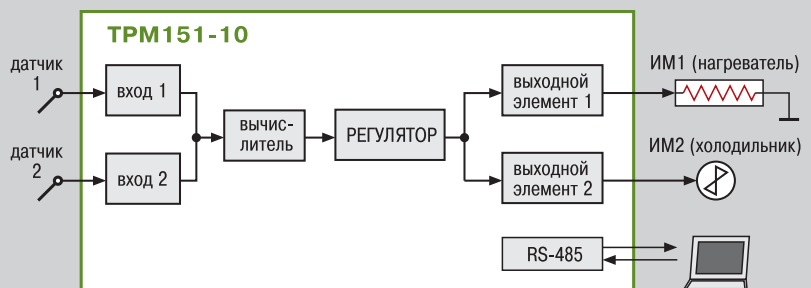 ТРМ151-10
датчик
1
вход 1
датчик
2
вход 2
вычис-
литель
РЕГУЛЯТОР
выходной
элемент 1
ИМ1 (нагреватель)
выходной
элемент 2
ИМ2 (холодильник)
RS-485